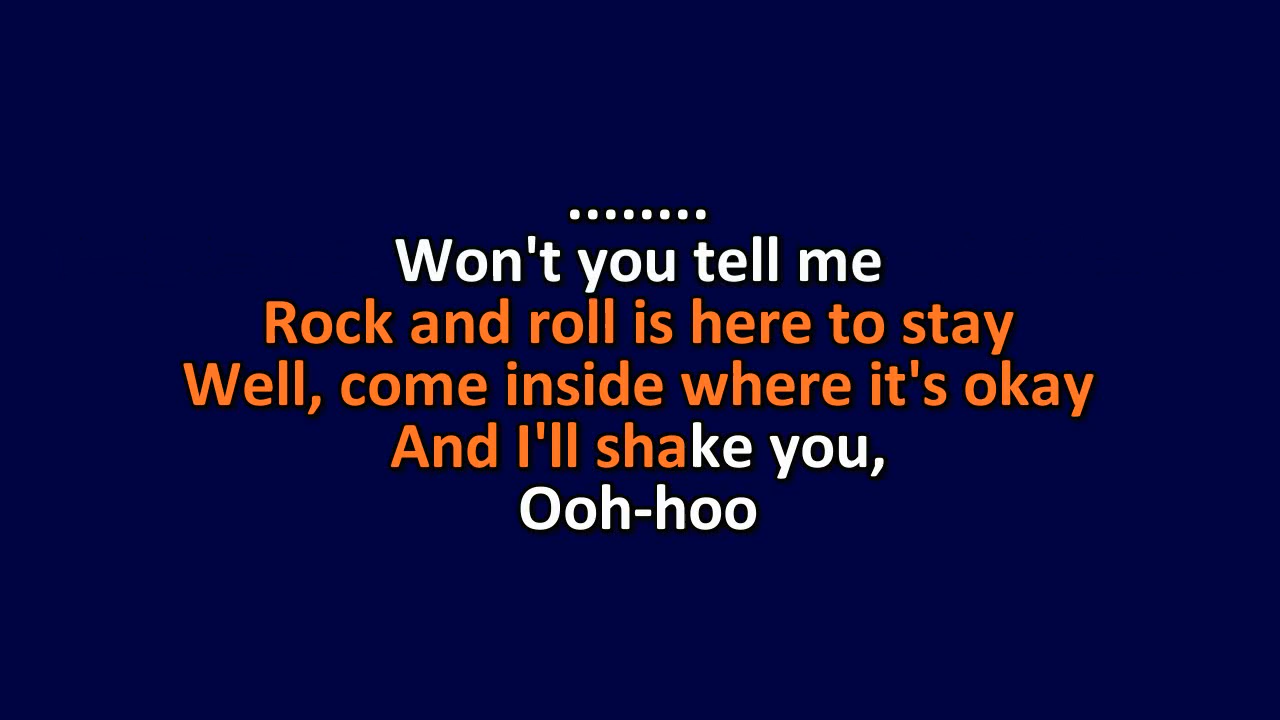 ........
Won't you tell me
Rock and roll is here to stay
Well, come inside where it's okay
And I'll shake you,
Ooh-hoo